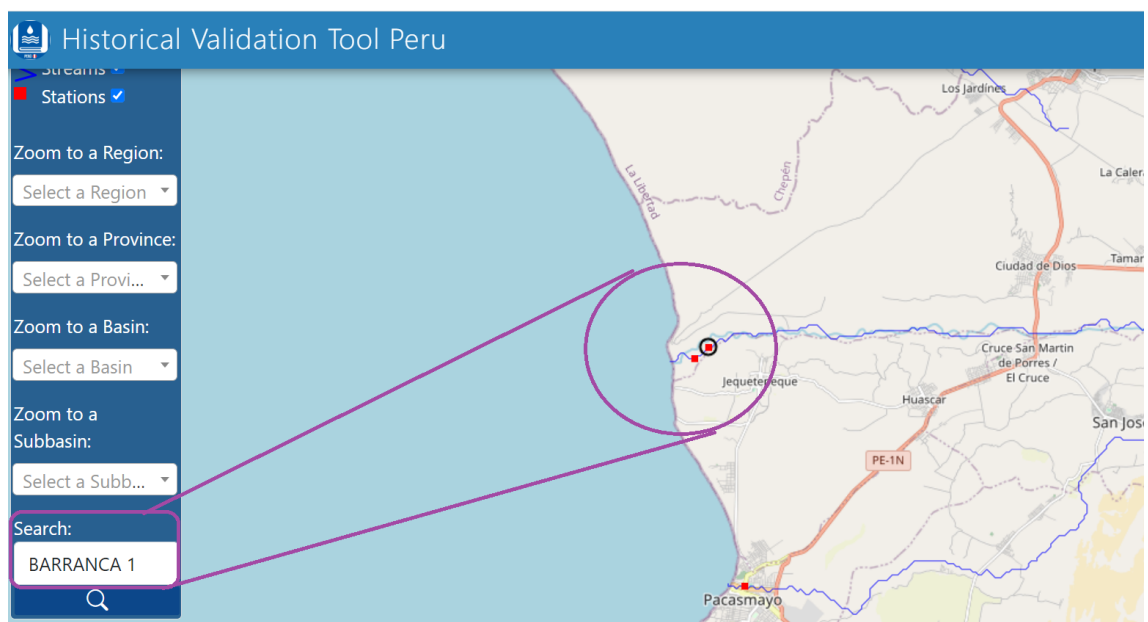 Historical Validation Tool Peru
Streams
Stations
Zoom to a Region:
Select a Region
Zoom to a Province:
Select a Provi...
Zoom to a Basin:
Select a Basin
Zoom to a
Subbasin:
Select a Subb...
Search:
BARRANCA 1
Los Jardines
La Caler
La Libertad
Chepén
Ciudad de Dios
Tamar
Cruce San Martin
de Porres /
El Cruce
Jequetepeque
Huascar
San Jos
PE-1N
Pacasmayo